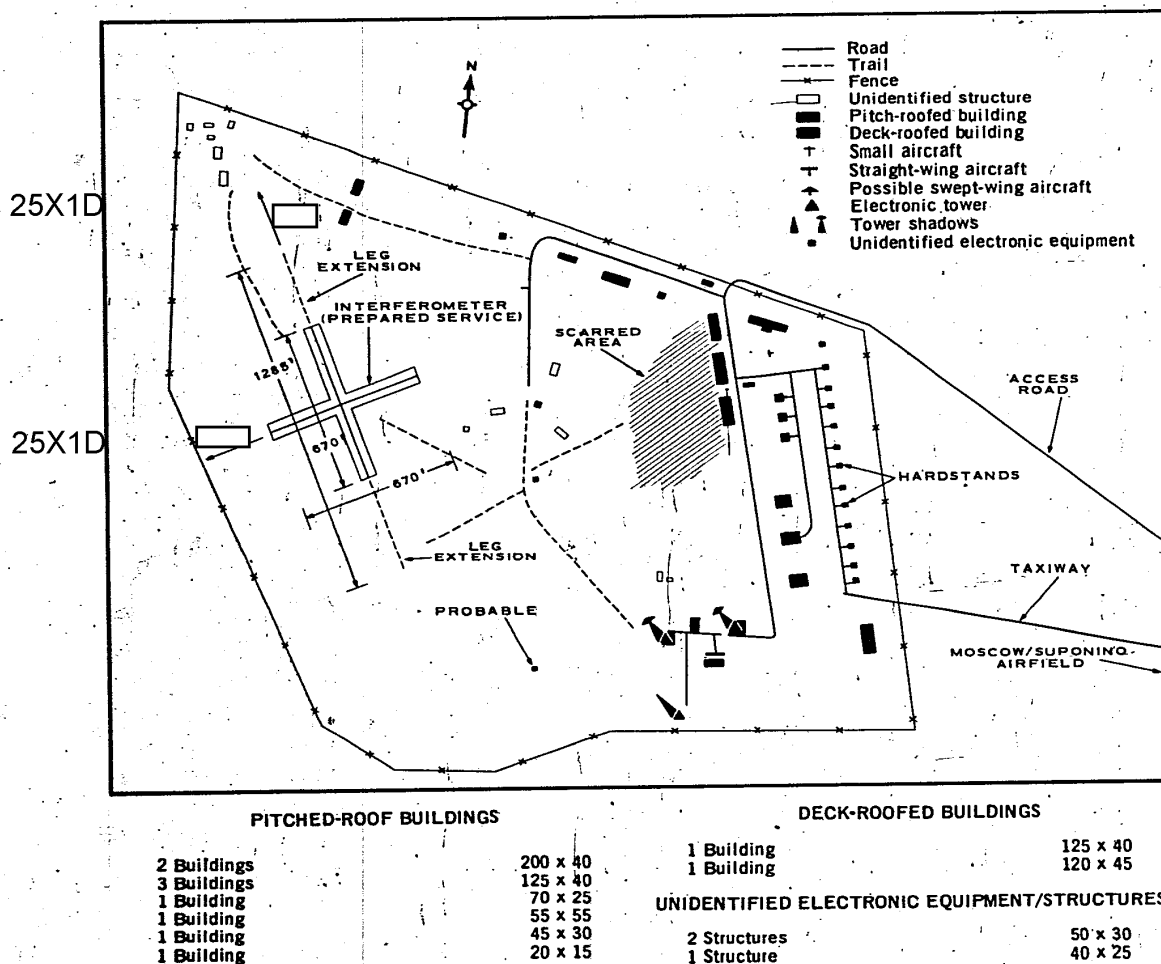 N
Road
Trail
Fence
Unidentified structure
Pitch-roofed building
Deck-roofed building
Small aircraft
Straight-wing aircraft
Possible swept-wing aircraft
Electronic tower
Tower shadows
Unidentified electronic equipment
25X1D
LEG
EXTENSION
INTERFEROMETER
(PREPARED SERVICE)
SCARRED
AREA
1288'
ACCESS
ROAD
25X1D
670'
670'
HARDSTANDS
LEG
EXTENSION
TAXIWAY
PROBABLE
MOSCOW/SUPONINO
AIRFIELD
PITCHED-ROOF BUILDINGS
2 Buildings 200 x 40
3 Buildings 125 x 40
1 Building 70 x 25
1 Building 55 x 55
1 Building 45 x 30
1 Building 20 x 15
DECK-ROOFED BUILDINGS
1 Building 125 x 40
1 Building 120 x 45
UNIDENTIFIED ELECTRONIC EQUIPMENT/STRUCTURES
2 Structures 50 x 30
1 Structure 40 x 25